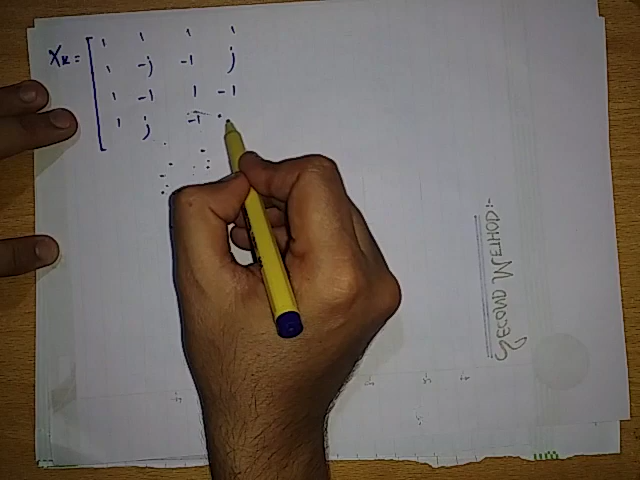 Xk = [ 1 1 1 1
1 -j -1 j
1 -1 1 -1
1 j -1 -
SECOND METHOD:-